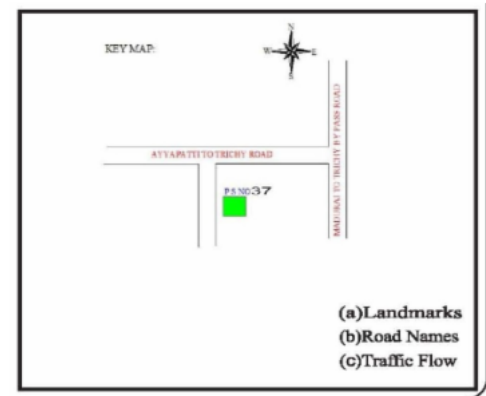 N
KEY MAP:
W E
S
AYYAPATTI TO TRICHY ROAD
MADURAI TO TRICHY BY PASS ROAD
P S NO 37
(a)Landmarks
(b)Road Names
(c)Traffic Flow